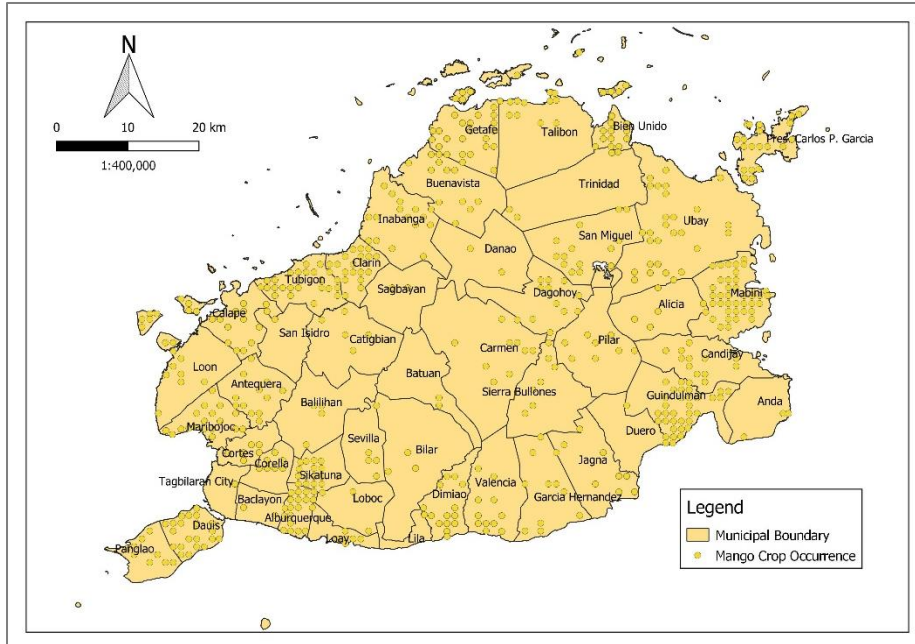 N
0 10 20 km
1:400,000
Getafe
Talibon
Bien Unido
Pres. Carlos P. Garcia
Buenavista
Trinidad
Inabanga
Ubay
San Miguel
Danao
Clarin
Tubigon
Sagbayan
Dagohoy
Mabini
Alicia
Calape
San Isidro
Catigbian
Carmen
Pilar
Candijay
Loon
Batuan
Antequera
Sierra Bullones
Guindulman
Anda
Balilihan
Maribojoc
Duero
Sevilla
Bilar
Cortes
Corella
Jagna
Sikatuna
Tagbilaran City
Valencia
Dimiao
Baclayon
Loboc
Garcia Hernandez
Alburquerque
Dauis
Loay
Lila
Panglao
Legend
Municipal Boundary
Mango Crop Occurrence